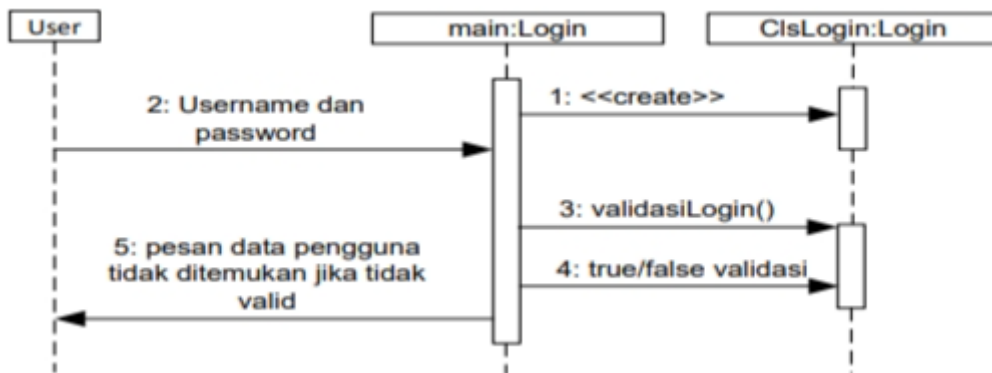 User
main:Login
ClsLogin:Login
1: <<create>>
2: Username dan
password
3: validasiLogin()
5: pesan data pengguna
tidak ditemukan jika tidak
valid
4: true/false validasi